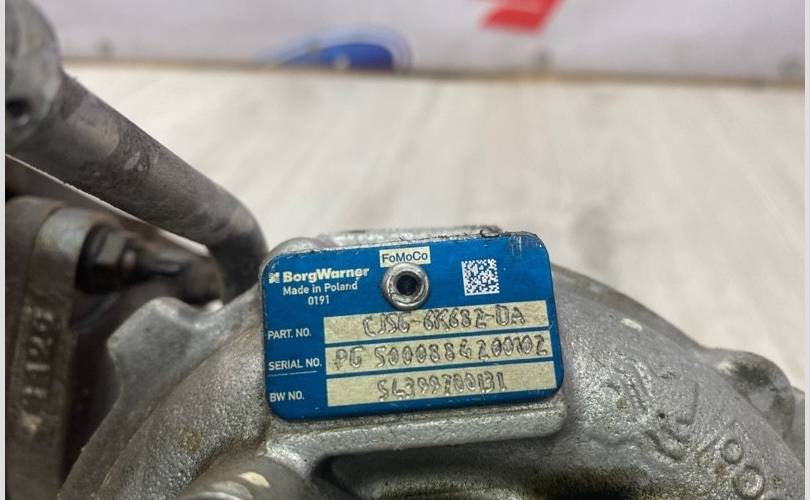 FoMoCo
BorgWarner
Made in Poland
0191
PART. NO. CJ5G-6K682-DA
SERIAL NO. PG 5000884200102
BW NO. 54399700131